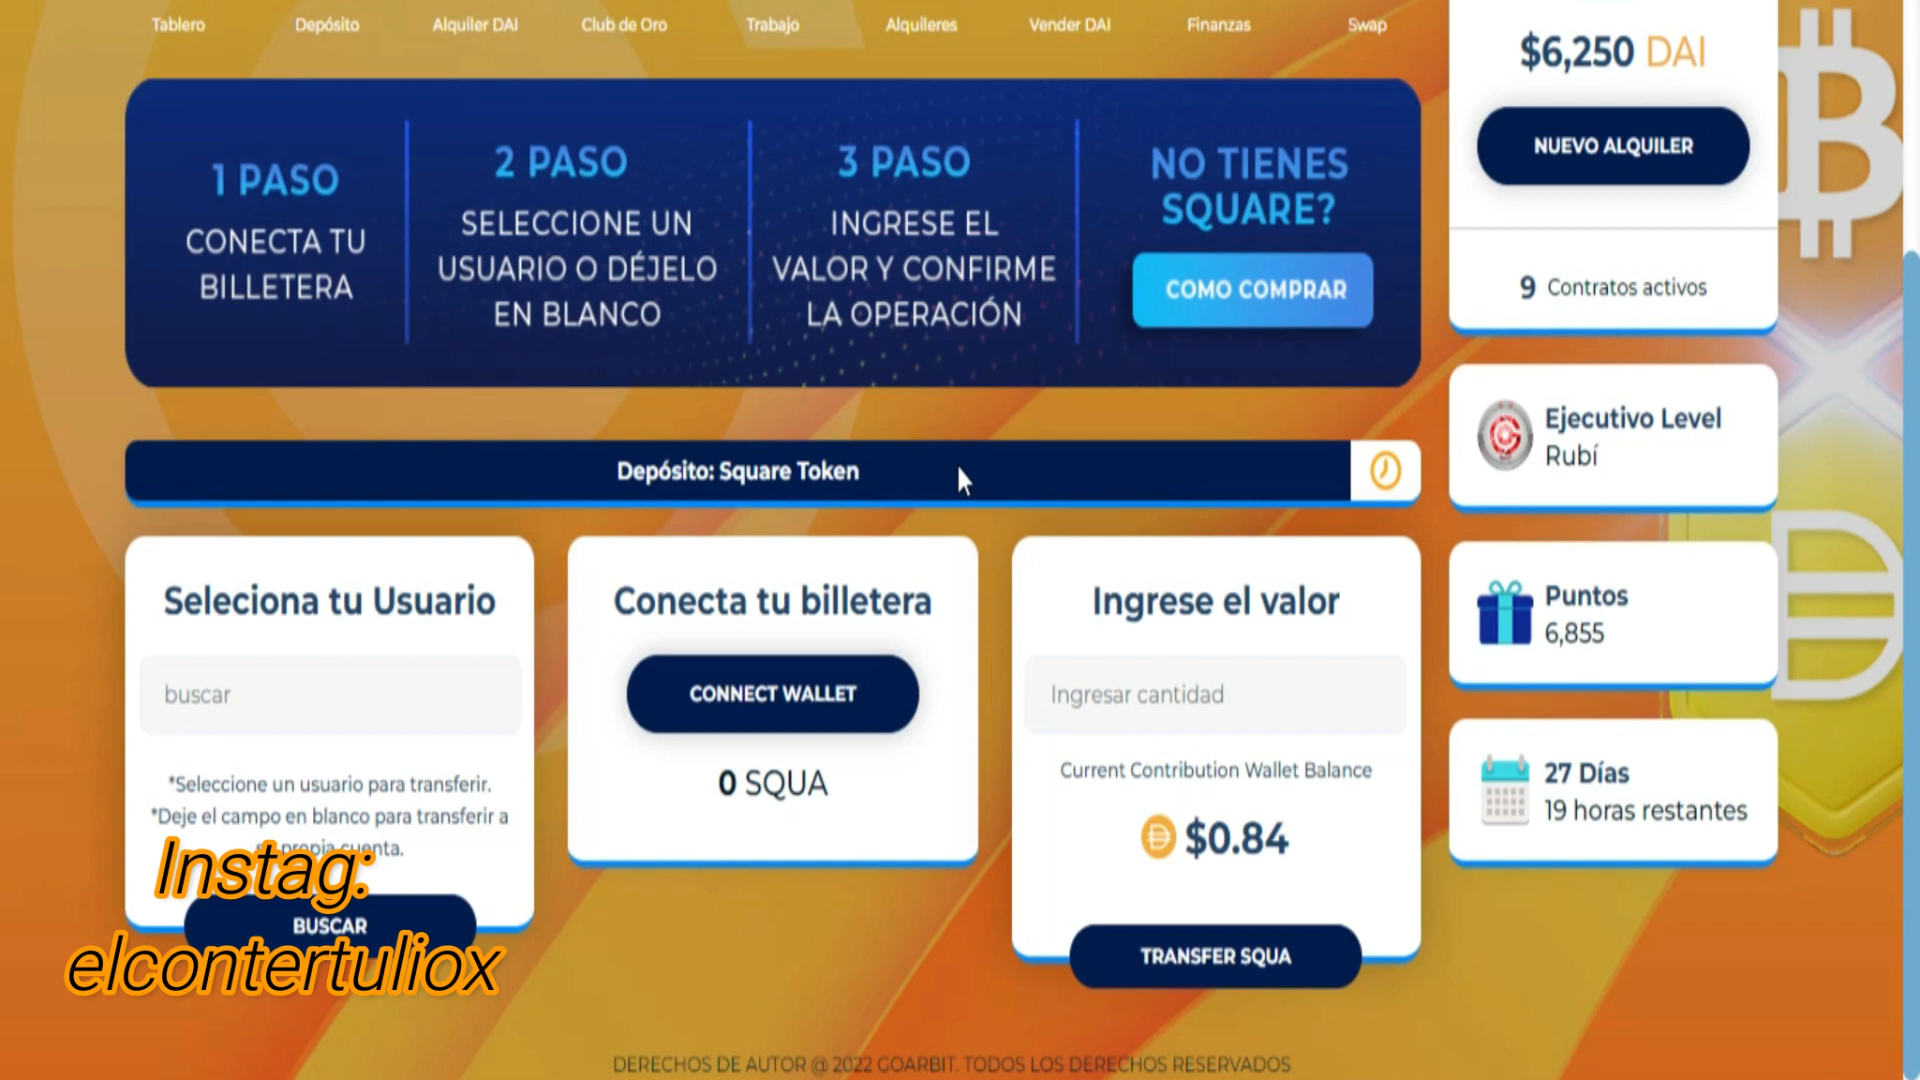 Tablero Depósito Alquiler DAI Club de Oro Trabajo Alquileres Vender DAI Finanzas Swap
1 PASO
CONECTA TU
BILLETERA
2 PASO
SELECCIONE UN
USUARIO O DÉJELO
EN BLANCO
3 PASO
INGRESE EL
VALOR Y CONFIRME
LA OPERACIÓN
NO TIENES
SQUARE?
COMO COMPRAR
$6,250 DAI
NUEVO ALQUILER
9 Contratos activos
Ejecutivo Level
Rubí
Puntos
6,855
27 Días
19 horas restantes
Depósito: Square Token
Seleciona tu Usuario
buscar
*Seleccione un usuario para transferir.
*Deje el campo en blanco para transferir a
propia cuenta.
BUSCAR
Conecta tu billetera
CONNECT WALLET
0 SQUA
Ingrese el valor
Ingresar cantidad
Current Contribution Wallet Balance
$0.84
TRANSFER SQUA
Instag:
elcontertuliox
DERECHOS DE AUTOR @ 2022 GOARBIT. TODOS LOS DERECHOS RESERVADOS